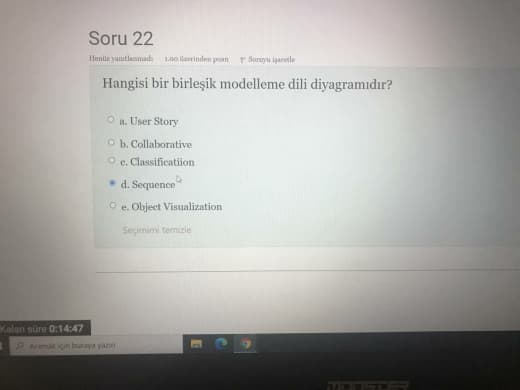 Soru 22
Henüz yanıtlanmadı 1,00 üzerinden puan Soruyu işaretle
Hangisi bir birleşik modelleme dili diyagramıdır?
a. User Story
b. Collaborative
c. Classificatiion
d. Sequence
e. Object Visualization
Seçimimi temizle
Kalan süre 0:14:47
Aramak için buraya yazın